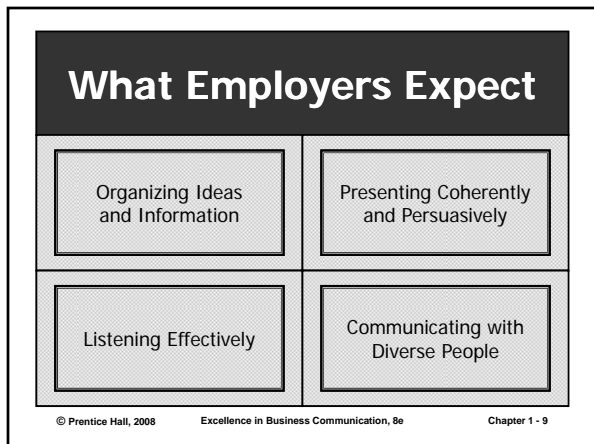 What Employers Expect
Organizing Ideas
and Information
Presenting Coherently
and Persuasively
Listening Effectively
Communicating with
Diverse People
© Prentice Hall, 2008 Excellence in Business Communication, 8e Chapter 1 - 9